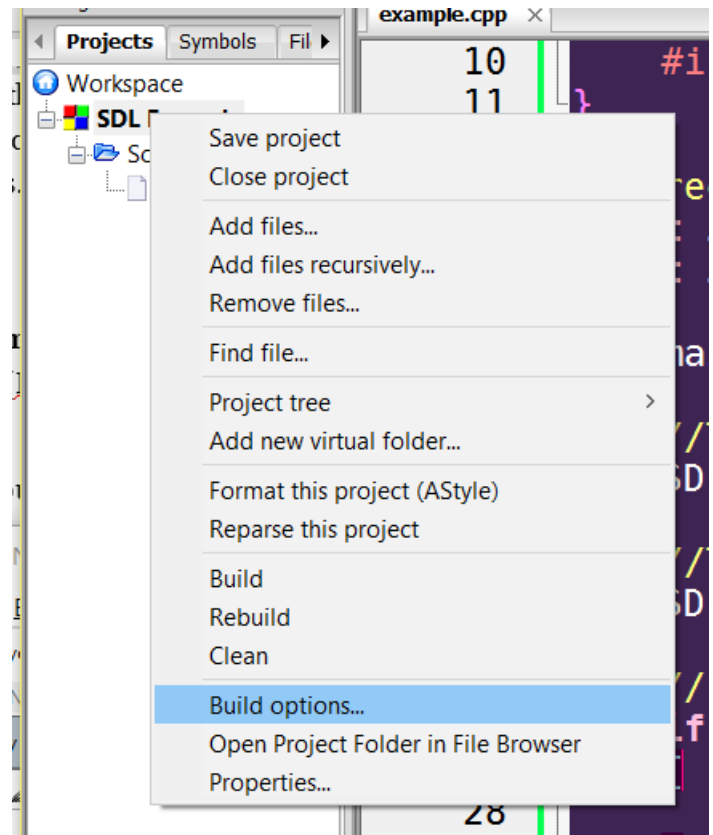 example.cpp
Projects Symbols Fil
10 #i
Workspace
11 }
SDL
Save project
Close project
Add files...
Add files recursively...
Remove files...
Find file...
Project tree
Add new virtual folder...
Format this project (AStyle)
Reparse this project
Build
Rebuild
Clean
Build options...
Open Project Folder in File Browser
Properties...
28